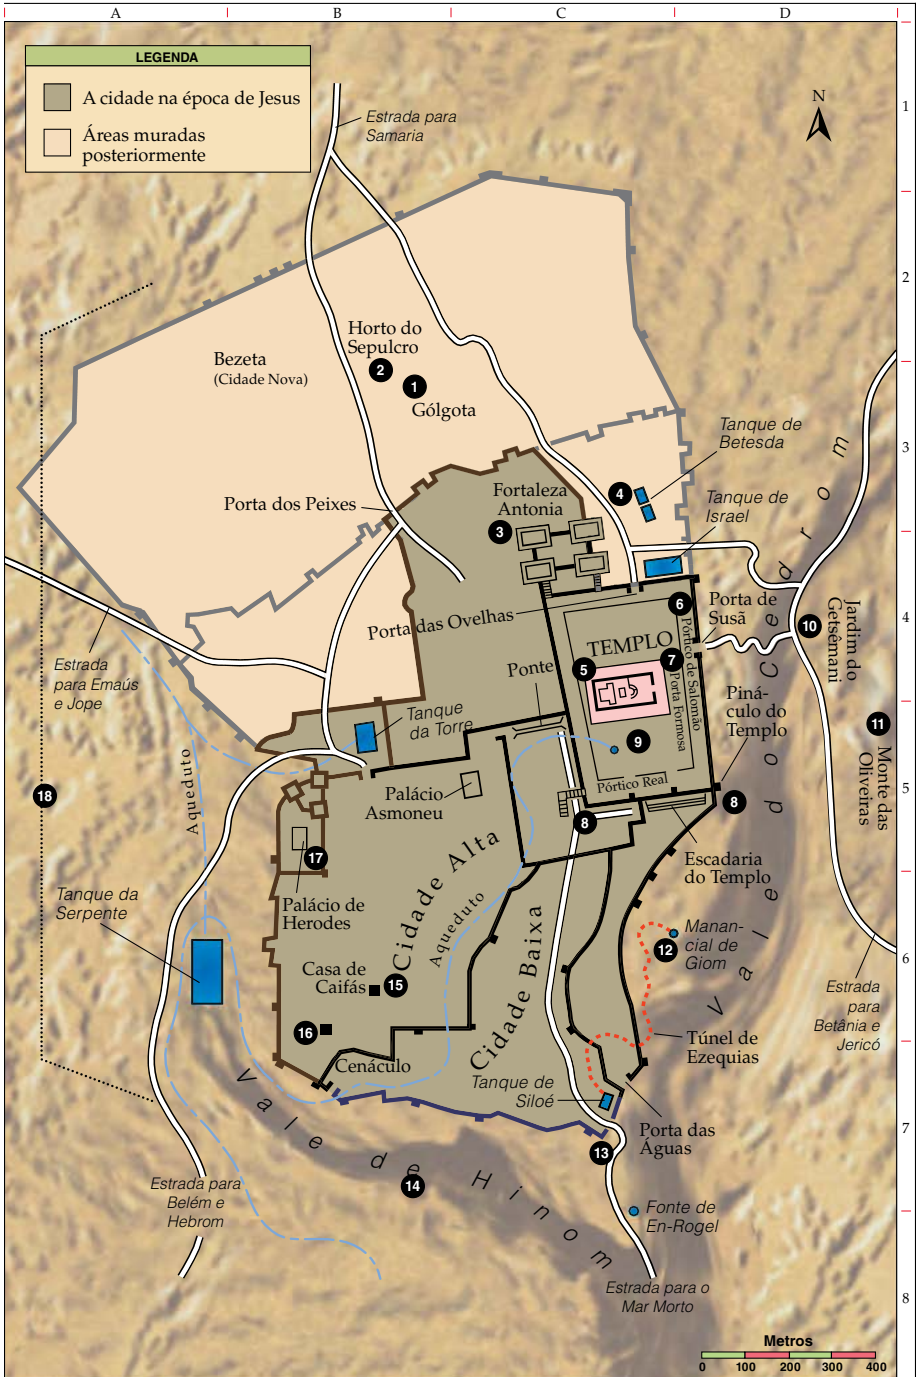 A B C D
LEGENDA
A cidade na época de Jesus
Áreas muradas
posteriormente
N
1
2
3
4
5
6
7
8
Estrada para
Samaria
Horto do
Sepulcro
2
1
Gólgota
Bezeta
(Cidade Nova)
Tanque de
Betesda
Tanque de
Israel
4
Fortaleza
Antonia
3
Porta dos Peixes
Porta das Ovelhas
6
Porta de
Susã
10
Jardim do
Getsêmani
TEMPLO
5
7
Pórtico de Salomão
Porta Formosa
Ponte
9
Pórtico Real
Piná-
culo do
Templo
8
8
11
Monte das
Oliveiras
Estrada
para Emaús
e Jope
Tanque
da Torre
Aqueduto
18
Palácio
Asmoneu
17
Palácio de
Herodes
Cidade Alta
Aqueduto
Cidade Baixa
Escadaria
do Templo
Vale de Cedrom
Tanque da
Serpente
Manan-
cial de
Giom
12
Casa de
Caifás
15
16
Cenáculo
Estrada
para
Betânia e
Jericó
Túnel de
Ezequias
Tanque de
Siloé
Porta das
Águas
13
Vale de Hinom
14
Estrada para
Belém e
Hebrom
Fonte de
En-Rogel
Estrada para o
Mar Morto
Metros
0 100 200 300 400